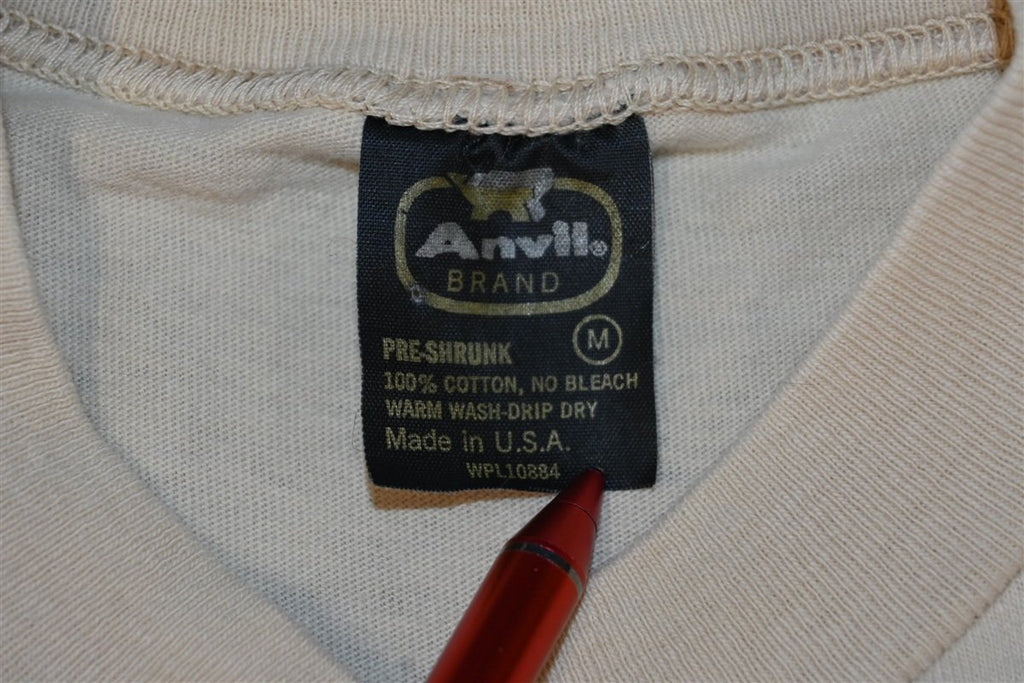 Anvil®
BRAND
M
PRE-SHRUNK
100% COTTON, NO BLEACH
WARM WASH-DRIP DRY
Made in U.S.A.
WPL10884